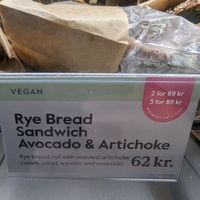 VEGAN
2 for 69 kr
3 for 89 kr
Rye Bread
Sandwich
Avocado & Artichoke
Rye bread roll with roasted artichoke
cream, salad, tomato and avocado.
62 kr.